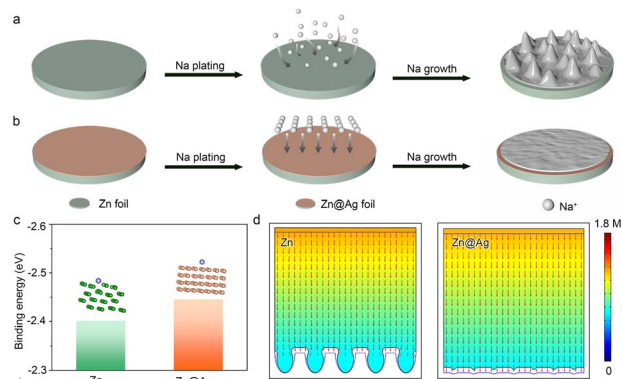 a
Na plating
Na growth
b
Na plating
Na growth
Zn foil
Zn@Ag foil
Na⁺
c
Binding energy (eV)
-2.6
-2.5
-2.4
-2.3
d
Zn
Zn@Ag
1.8 M
0